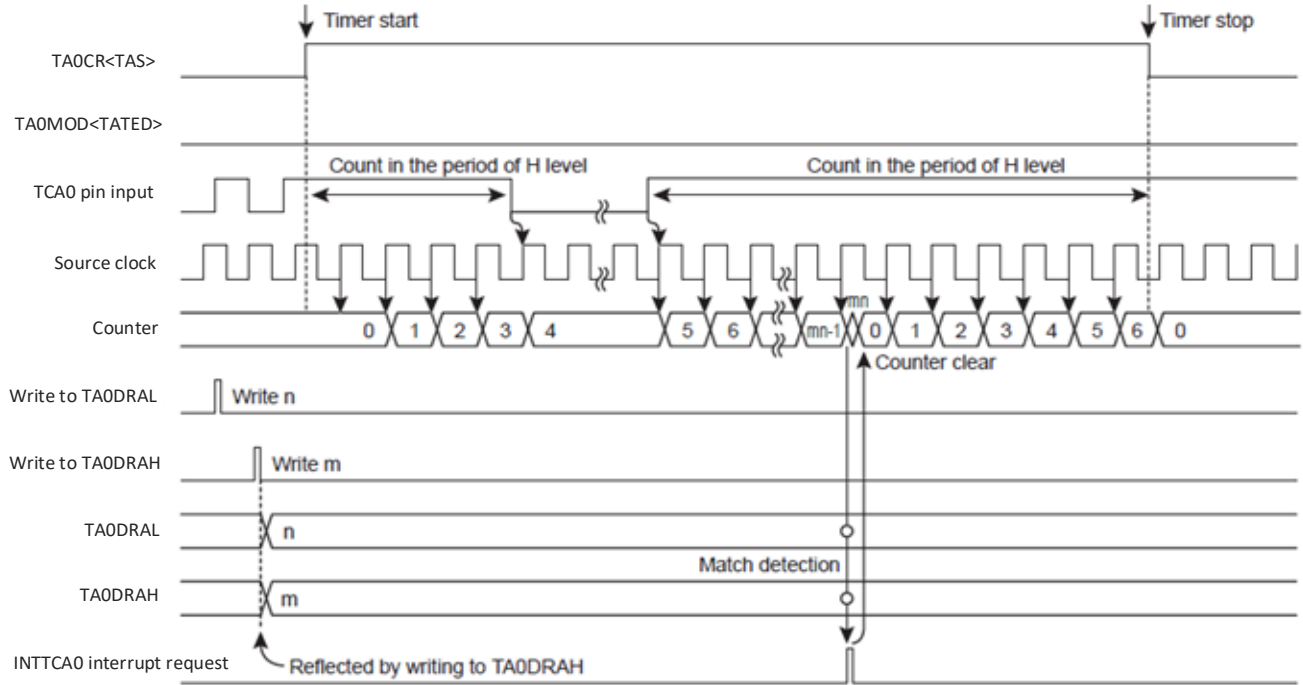 Timer start
Timer stop
TA0CR<TAS>
TA0MOD<TATED>
Count in the period of H level
Count in the period of H level
TCA0 pin input
Source clock
mn
Counter
0 1 2 3 4 5 6 mn-1 0 1 2 3 4 5 6 0
Counter clear
Write to TA0DRAL
Write n
Write to TA0DRAH
Write m
TA0DRAL
n
Match detection
TA0DRAH
m
INTTCA0 interrupt request
Reflected by writing to TA0DRAH